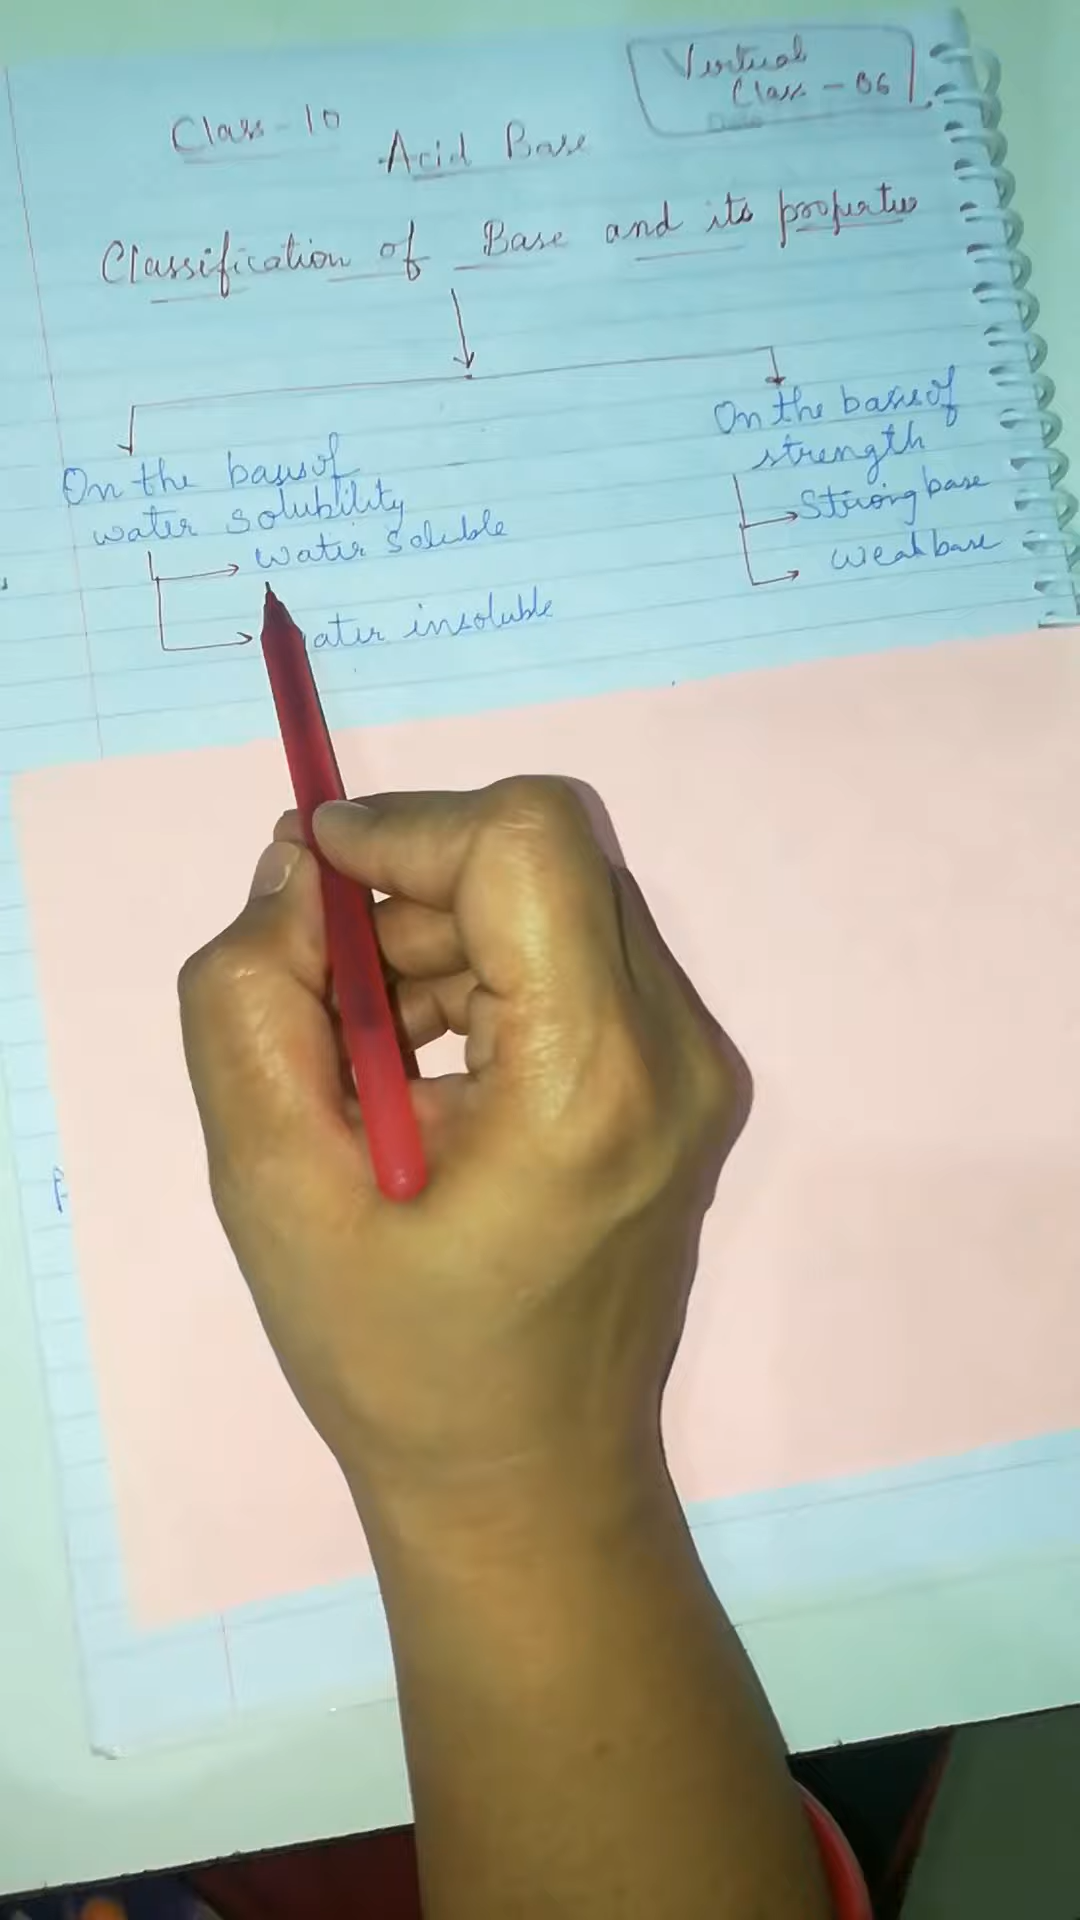 Virtual
Class - 06
Class - 10
Acid Base
Classification of Base and its properties
On the basis of
water solubility
water soluble
ater insoluble
On the basis of
strength
Strong base
weak base